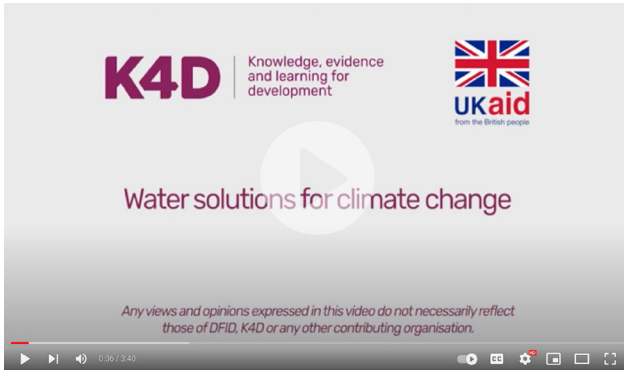 K4D
Knowledge, evidence
and learning for
development
UKaid
from the British people
Water solutions for climate change
Any views and opinions expressed in this video do not necessarily reflect
those of DFID, K4D or any other contributing organisation.
0:06 / 3:40
CC
HD